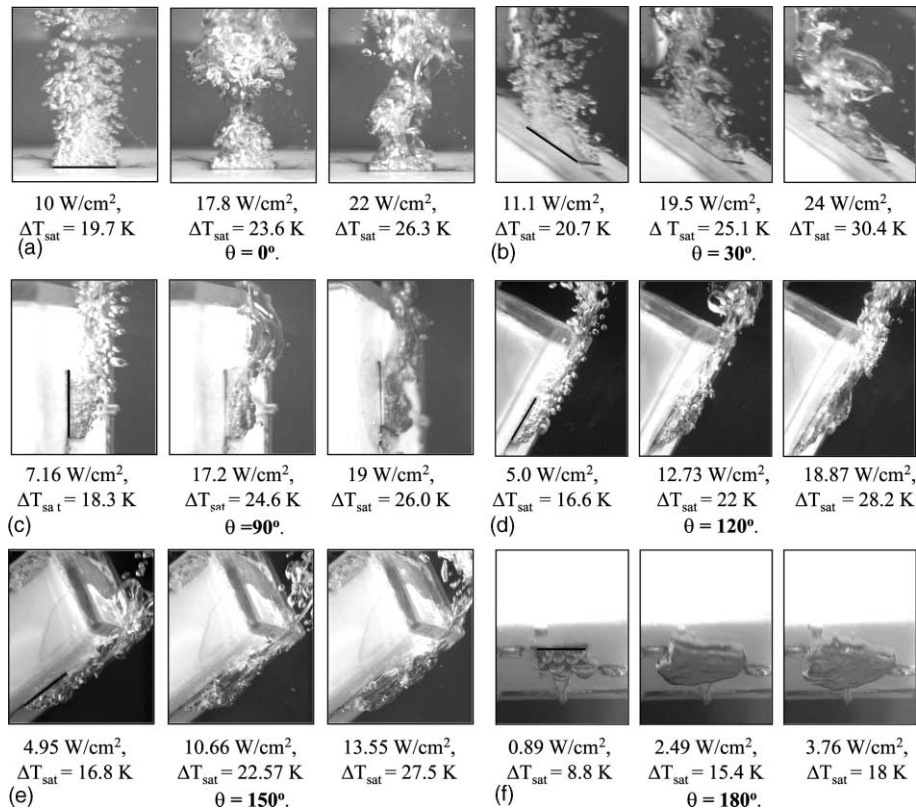 10 W/cm²,
ΔT_sat = 19.7 K
17.8 W/cm²,
ΔT_sat = 23.6 K
22 W/cm²,
ΔT_sat = 26.3 K
(a)
θ = 0°.
11.1 W/cm²,
ΔT_sat = 20.7 K
19.5 W/cm²,
Δ T_sat = 25.1 K
24 W/cm²,
ΔT_sat = 30.4 K
(b)
θ = 30°.
7.16 W/cm²,
ΔT_sa t = 18.3 K
17.2 W/cm²,
ΔT_sat = 24.6 K
19 W/cm²,
ΔT_sat = 26.0 K
(c)
θ =90°.
5.0 W/cm²,
ΔT_sat = 16.6 K
12.73 W/cm²,
ΔT_sat = 22 K
18.87 W/cm²,
ΔT_sat = 28.2 K
(d)
θ = 120°.
4.95 W/cm²,
ΔT_sat = 16.8 K
10.66 W/cm²,
ΔT_sat = 22.57 K
13.55 W/cm²,
ΔT_sat = 27.5 K
(e)
θ = 150°.
0.89 W/cm²,
ΔT_sat = 8.8 K
2.49 W/cm²,
ΔT_sat = 15.4 K
3.76 W/cm²,
ΔT_sat = 18 K
(f)
θ = 180°.